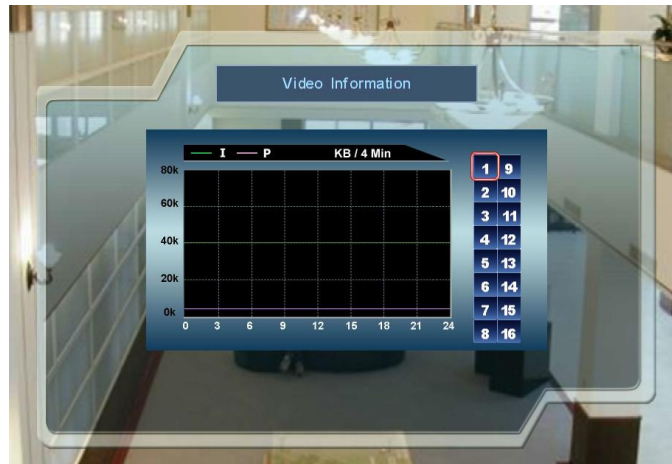 Video Information
I P KB / 4 Min
80k
60k
40k
20k
0k
0 3 6 9 12 15 18 21 24
1 9
2 10
3 11
4 12
5 13
6 14
7 15
8 16